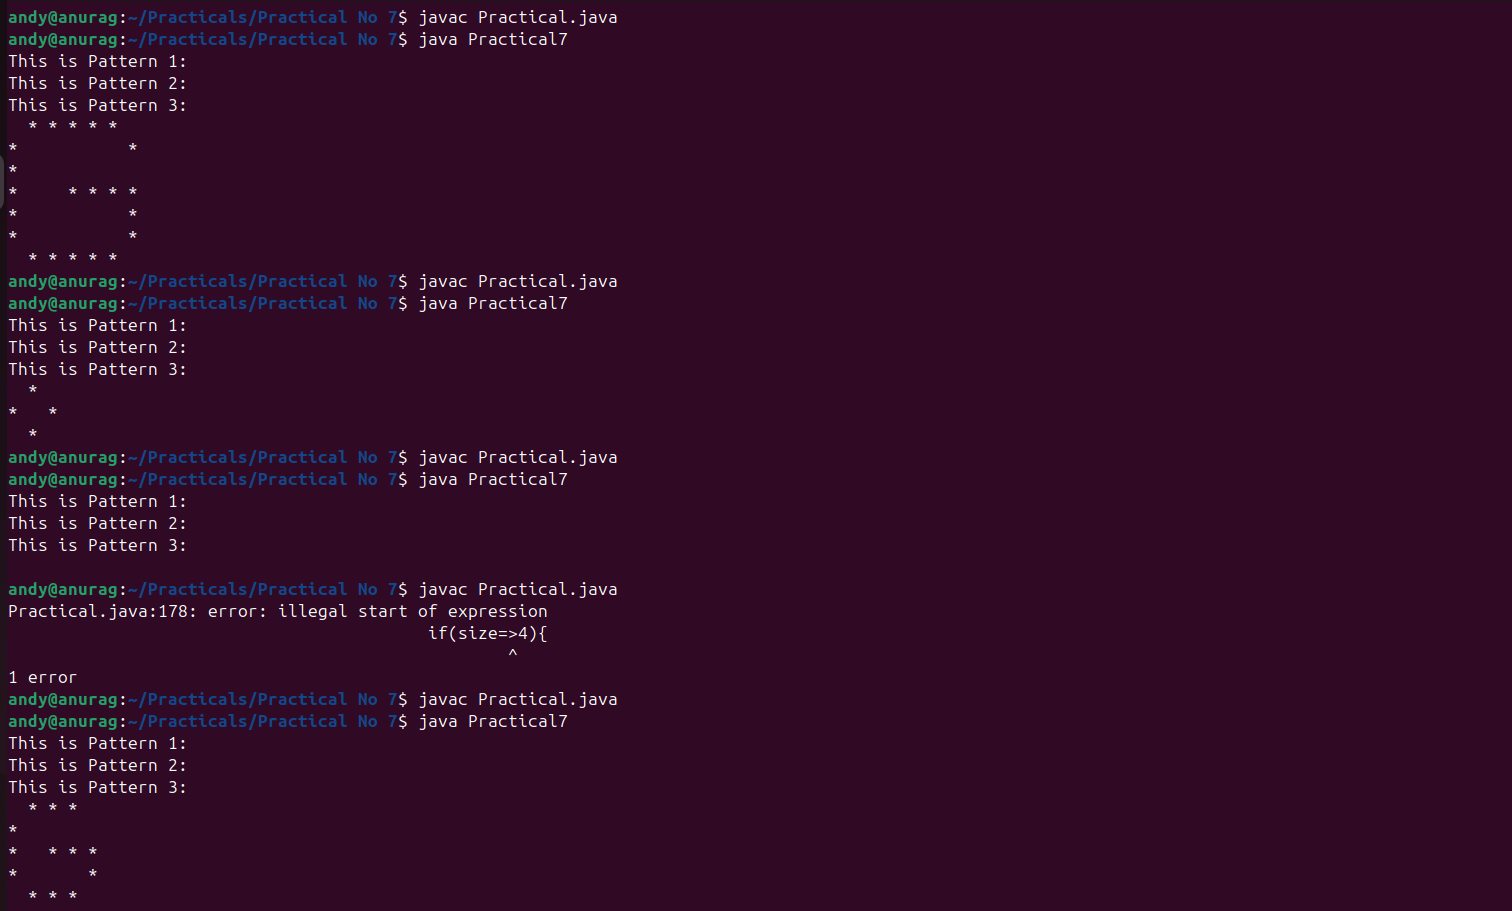 andy@anurag:~/Practicals/Practical No 7$ javac Practical.java
andy@anurag:~/Practicals/Practical No 7$ java Practical7
This is Pattern 1:
This is Pattern 2:
This is Pattern 3:
  * * * * *
*           *
*
*     * * * *
*           *
*           *
  * * * * *
andy@anurag:~/Practicals/Practical No 7$ javac Practical.java
andy@anurag:~/Practicals/Practical No 7$ java Practical7
This is Pattern 1:
This is Pattern 2:
This is Pattern 3:
  *
*   *
  *
andy@anurag:~/Practicals/Practical No 7$ javac Practical.java
andy@anurag:~/Practicals/Practical No 7$ java Practical7
This is Pattern 1:
This is Pattern 2:
This is Pattern 3:

andy@anurag:~/Practicals/Practical No 7$ javac Practical.java
Practical.java:178: error: illegal start of expression
                                          if(size=>4){
                                                  ^
1 error
andy@anurag:~/Practicals/Practical No 7$ javac Practical.java
andy@anurag:~/Practicals/Practical No 7$ java Practical7
This is Pattern 1:
This is Pattern 2:
This is Pattern 3:
  * * *
*
*   * * *
*       *
  * * *